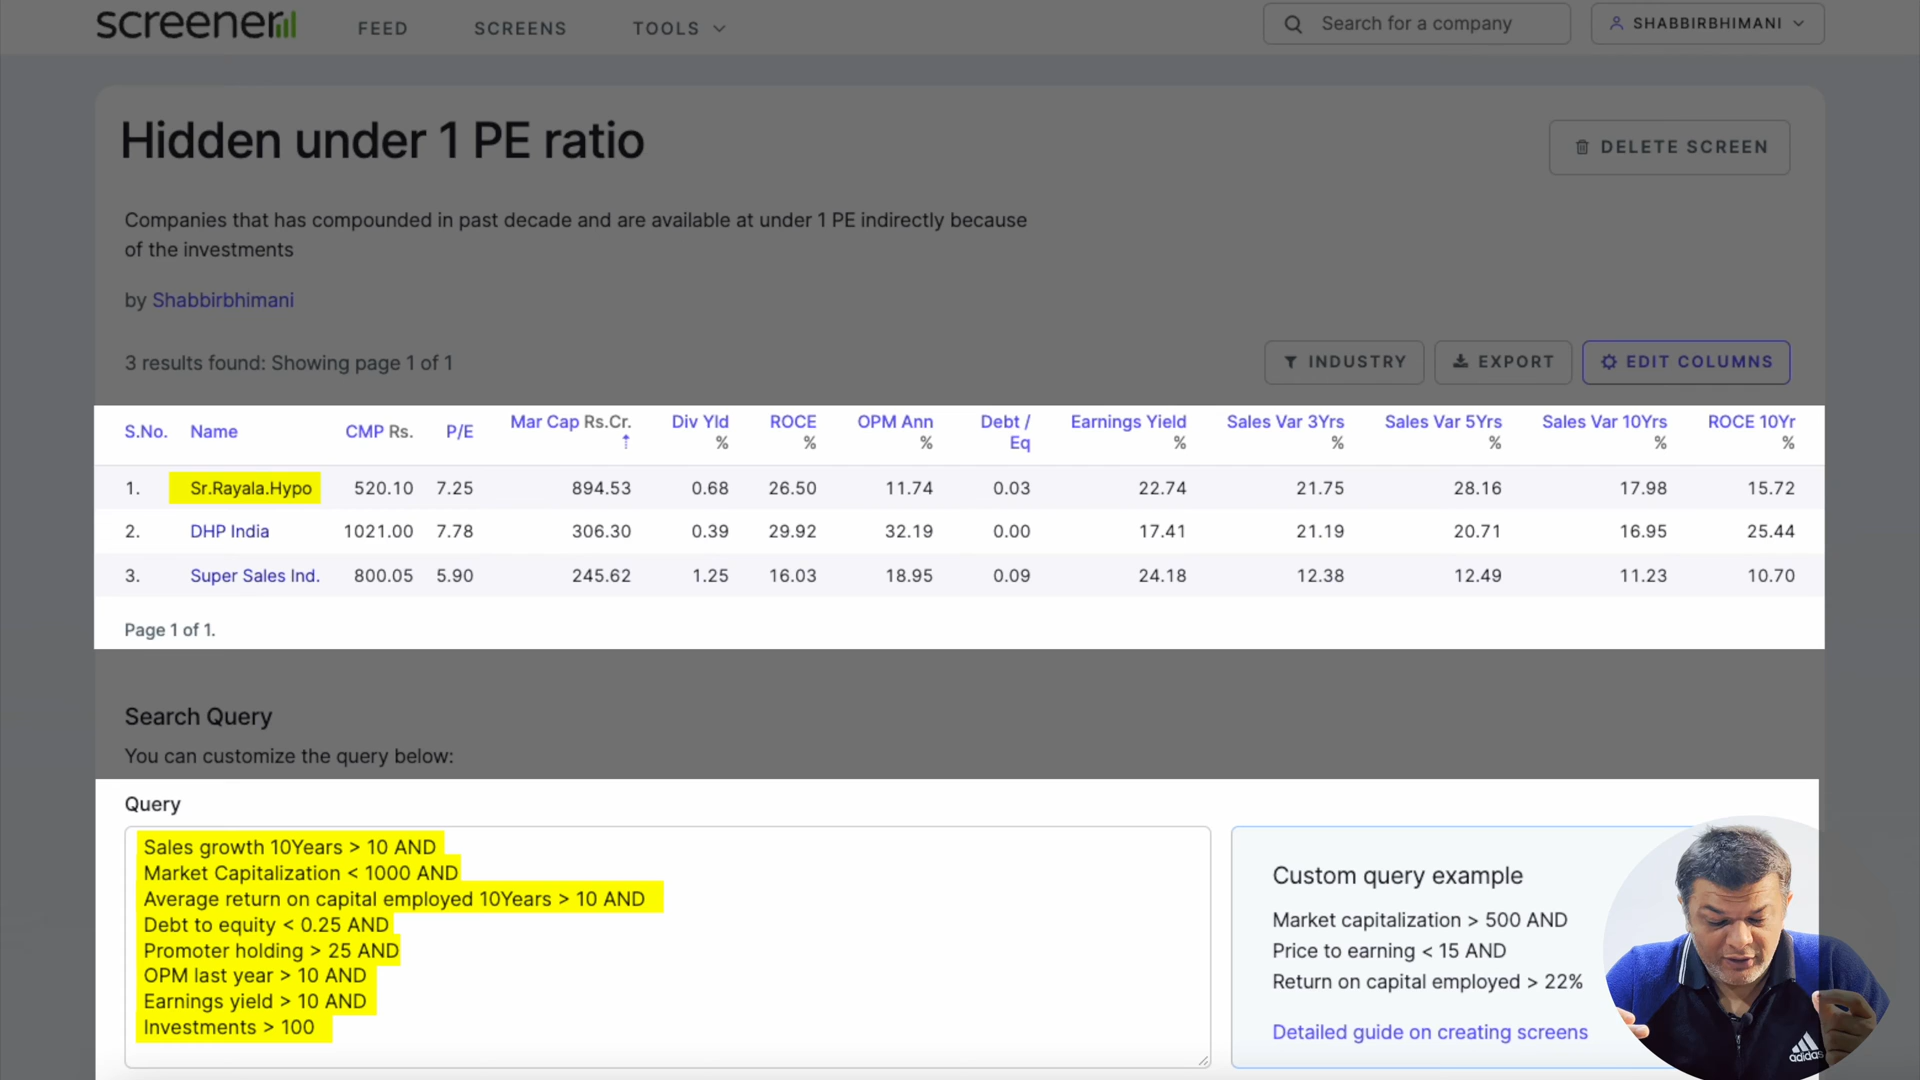 screener
FEED
SCREENS
TOOLS
Search for a company
SHABBIRBHIMANI
Hidden under 1 PE ratio
DELETE SCREEN
Companies that has compounded in past decade and are available at under 1 PE indirectly because
of the investments
by Shabbirbhimani
3 results found: Showing page 1 of 1
INDUSTRY
EXPORT
EDIT COLUMNS
S.No. Name CMP Rs. P/E Mar Cap Rs.Cr. Div Yld % ROCE % OPM Ann % Debt / Eq Earnings Yield % Sales Var 3Yrs % Sales Var 5Yrs % Sales Var 10Yrs % ROCE 10Yr %
1. Sr.Rayala.Hypo 520.10 7.25 894.53 0.68 26.50 11.74 0.03 22.74 21.75 28.16 17.98 15.72
2. DHP India 1021.00 7.78 306.30 0.39 29.92 32.19 0.00 17.41 21.19 20.71 16.95 25.44
3. Super Sales Ind. 800.05 5.90 245.62 1.25 16.03 18.95 0.09 24.18 12.38 12.49 11.23 10.70
Page 1 of 1.
Search Query
You can customize the query below:
Query
Sales growth 10Years > 10 AND
Market Capitalization < 1000 AND
Average return on capital employed 10Years > 10 AND
Debt to equity < 0.25 AND
Promoter holding > 25 AND
OPM last year > 10 AND
Earnings yield > 10 AND
Investments > 100
Custom query example
Market capitalization > 500 AND
Price to earning < 15 AND
Return on capital employed > 22%
Detailed guide on creating screens
adidas